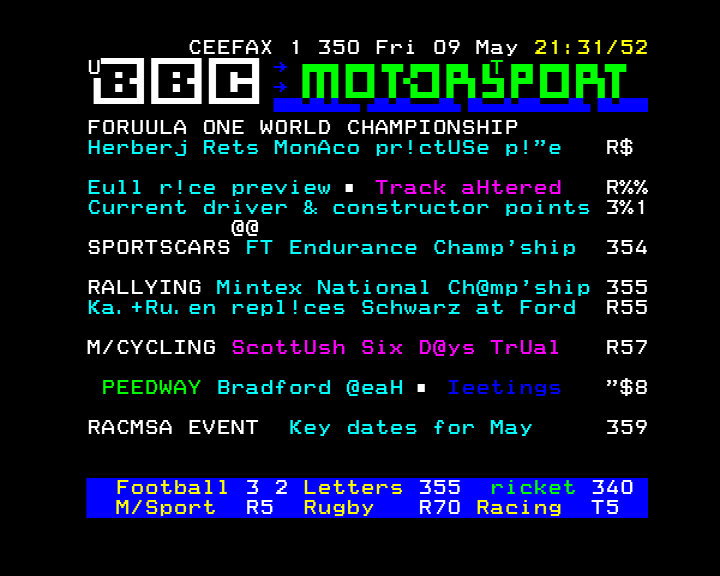 CEEFAX 1 350 Fri 09 May 21:31/52
U BBC → → MOTORSPORT T
FORUULA ONE WORLD CHAMPIONSHIP
Herberj Rets MonAco pr!ctUSe p!”e R$
Eull r!ce preview ▪ Track aHtered R%%
Current driver & constructor points 3%1
@@
SPORTSCARS FT Endurance Champ'ship 354
RALLYING Mintex National Ch@mp'ship 355
Ka.+Ru.en repl!ces Schwarz at Ford R55
M/CYCLING ScottUsh Six D@ys TrUal R57
PEEDWAY Bradford @eaH ▪ Ieetings ”$8
RACMSA EVENT Key dates for May 359
Football 3 2 Letters 355 ricket 340
M/Sport R5 Rugby R70 Racing T5